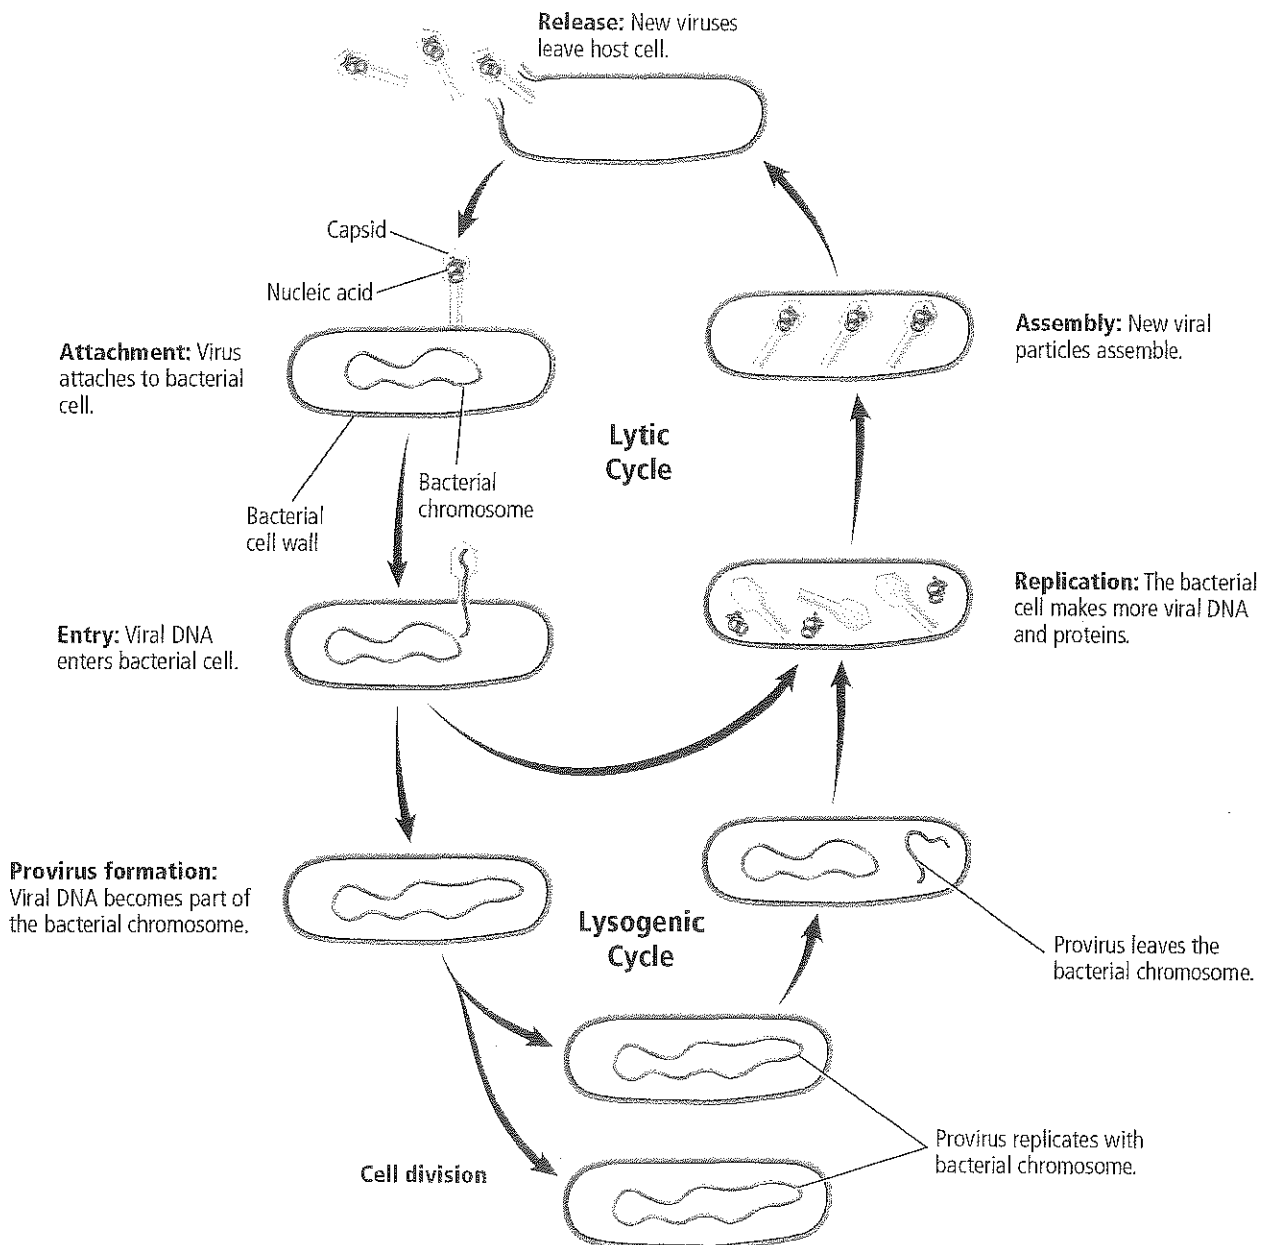 Release: New viruses
leave host cell.
Capsid
Nucleic acid
Attachment: Virus
attaches to bacterial
cell.
Assembly: New viral
particles assemble.
Lytic
Cycle
Bacterial
chromosome
Bacterial
cell wall
Entry: Viral DNA
enters bacterial cell.
Replication: The bacterial
cell makes more viral DNA
and proteins.
Provirus formation:
Viral DNA becomes part of
the bacterial chromosome.
Lysogenic
Cycle
Provirus leaves the
bacterial chromosome.
Cell division
Provirus replicates with
bacterial chromosome.